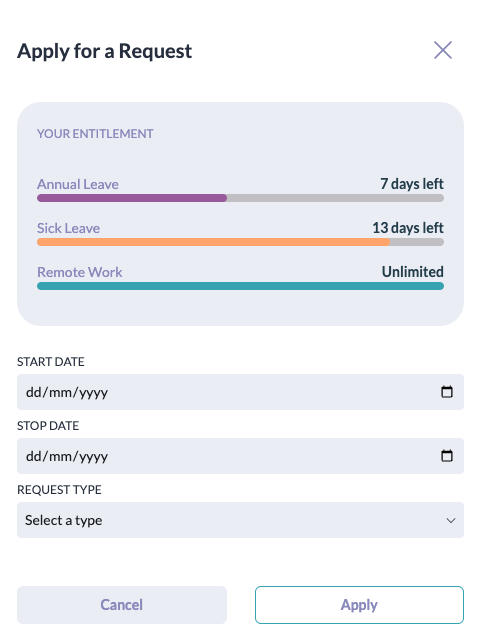 Apply for a Request
YOUR ENTITLEMENT
Annual Leave 7 days left
Sick Leave 13 days left
Remote Work Unlimited
START DATE
dd/mm/yyyy
STOP DATE
dd/mm/yyyy
REQUEST TYPE
Select a type
Cancel Apply